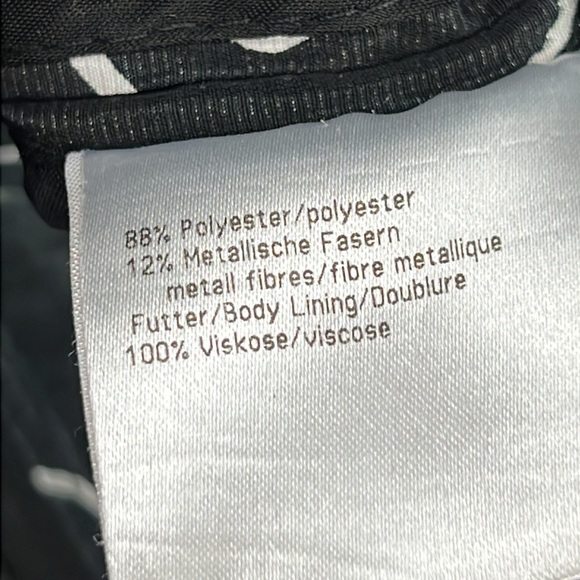 88% Polyester/polyester
12% Metallische Fasern
metall fibres/fibre metallique
Futter/Body Lining/Doublure
100% Viskose/viscose